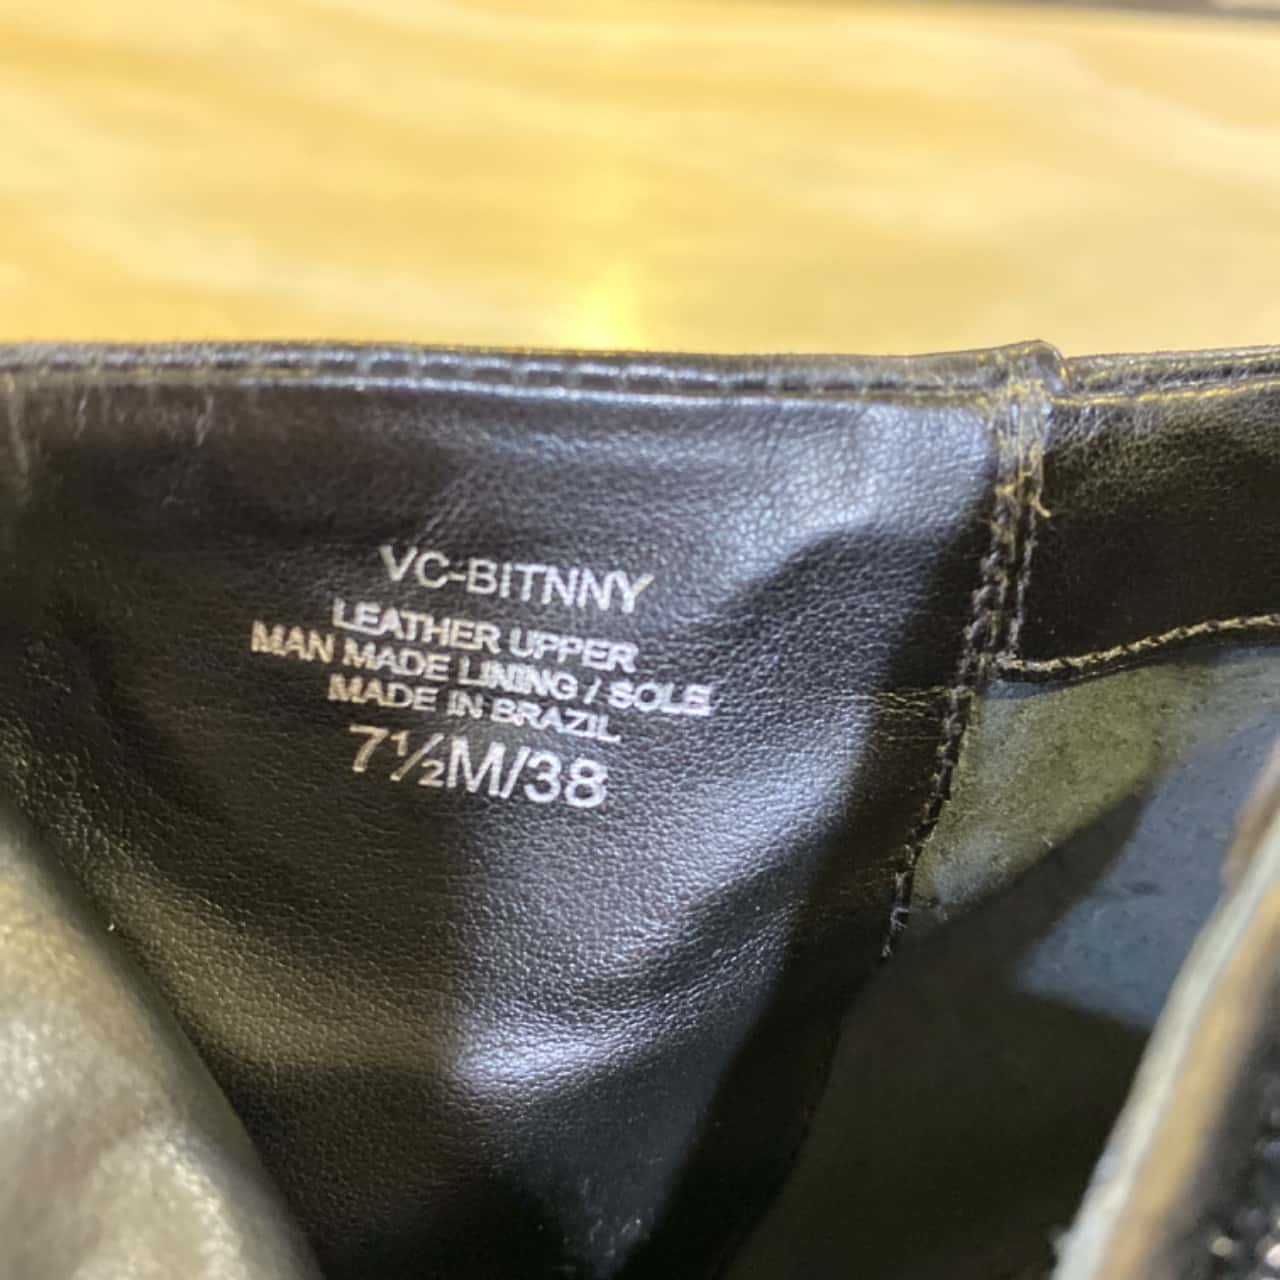 VC-BITNNY
LEATHER UPPER
MAN MADE LINING / SOLE
MADE IN BRAZIL
7½M/38